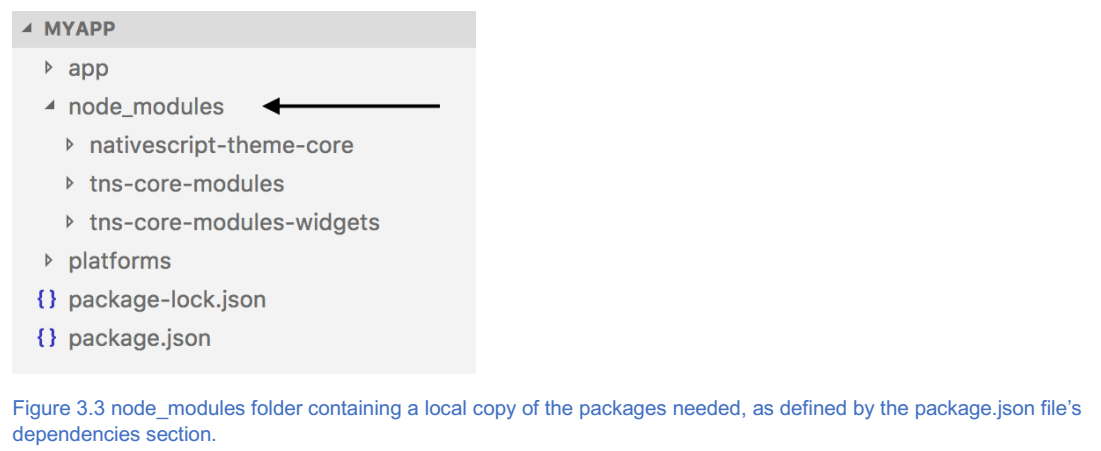 MYAPP
app
node_modules
nativescript-theme-core
tns-core-modules
tns-core-modules-widgets
platforms
{} package-lock.json
{} package.json
Figure 3.3 node_modules folder containing a local copy of the packages needed, as defined by the package.json file’s
dependencies section.